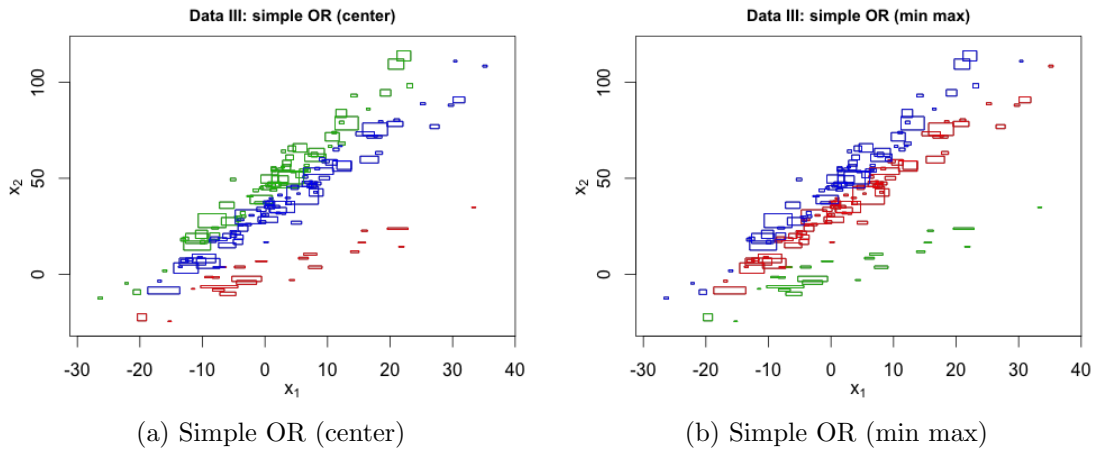 Data III: simple OR (center)
x₂
0 50 100
-30 -20 -10 0 10 20 30 40
x₁
(a) Simple OR (center)
Data III: simple OR (min max)
x₂
0 50 100
-30 -20 -10 0 10 20 30 40
x₁
(b) Simple OR (min max)